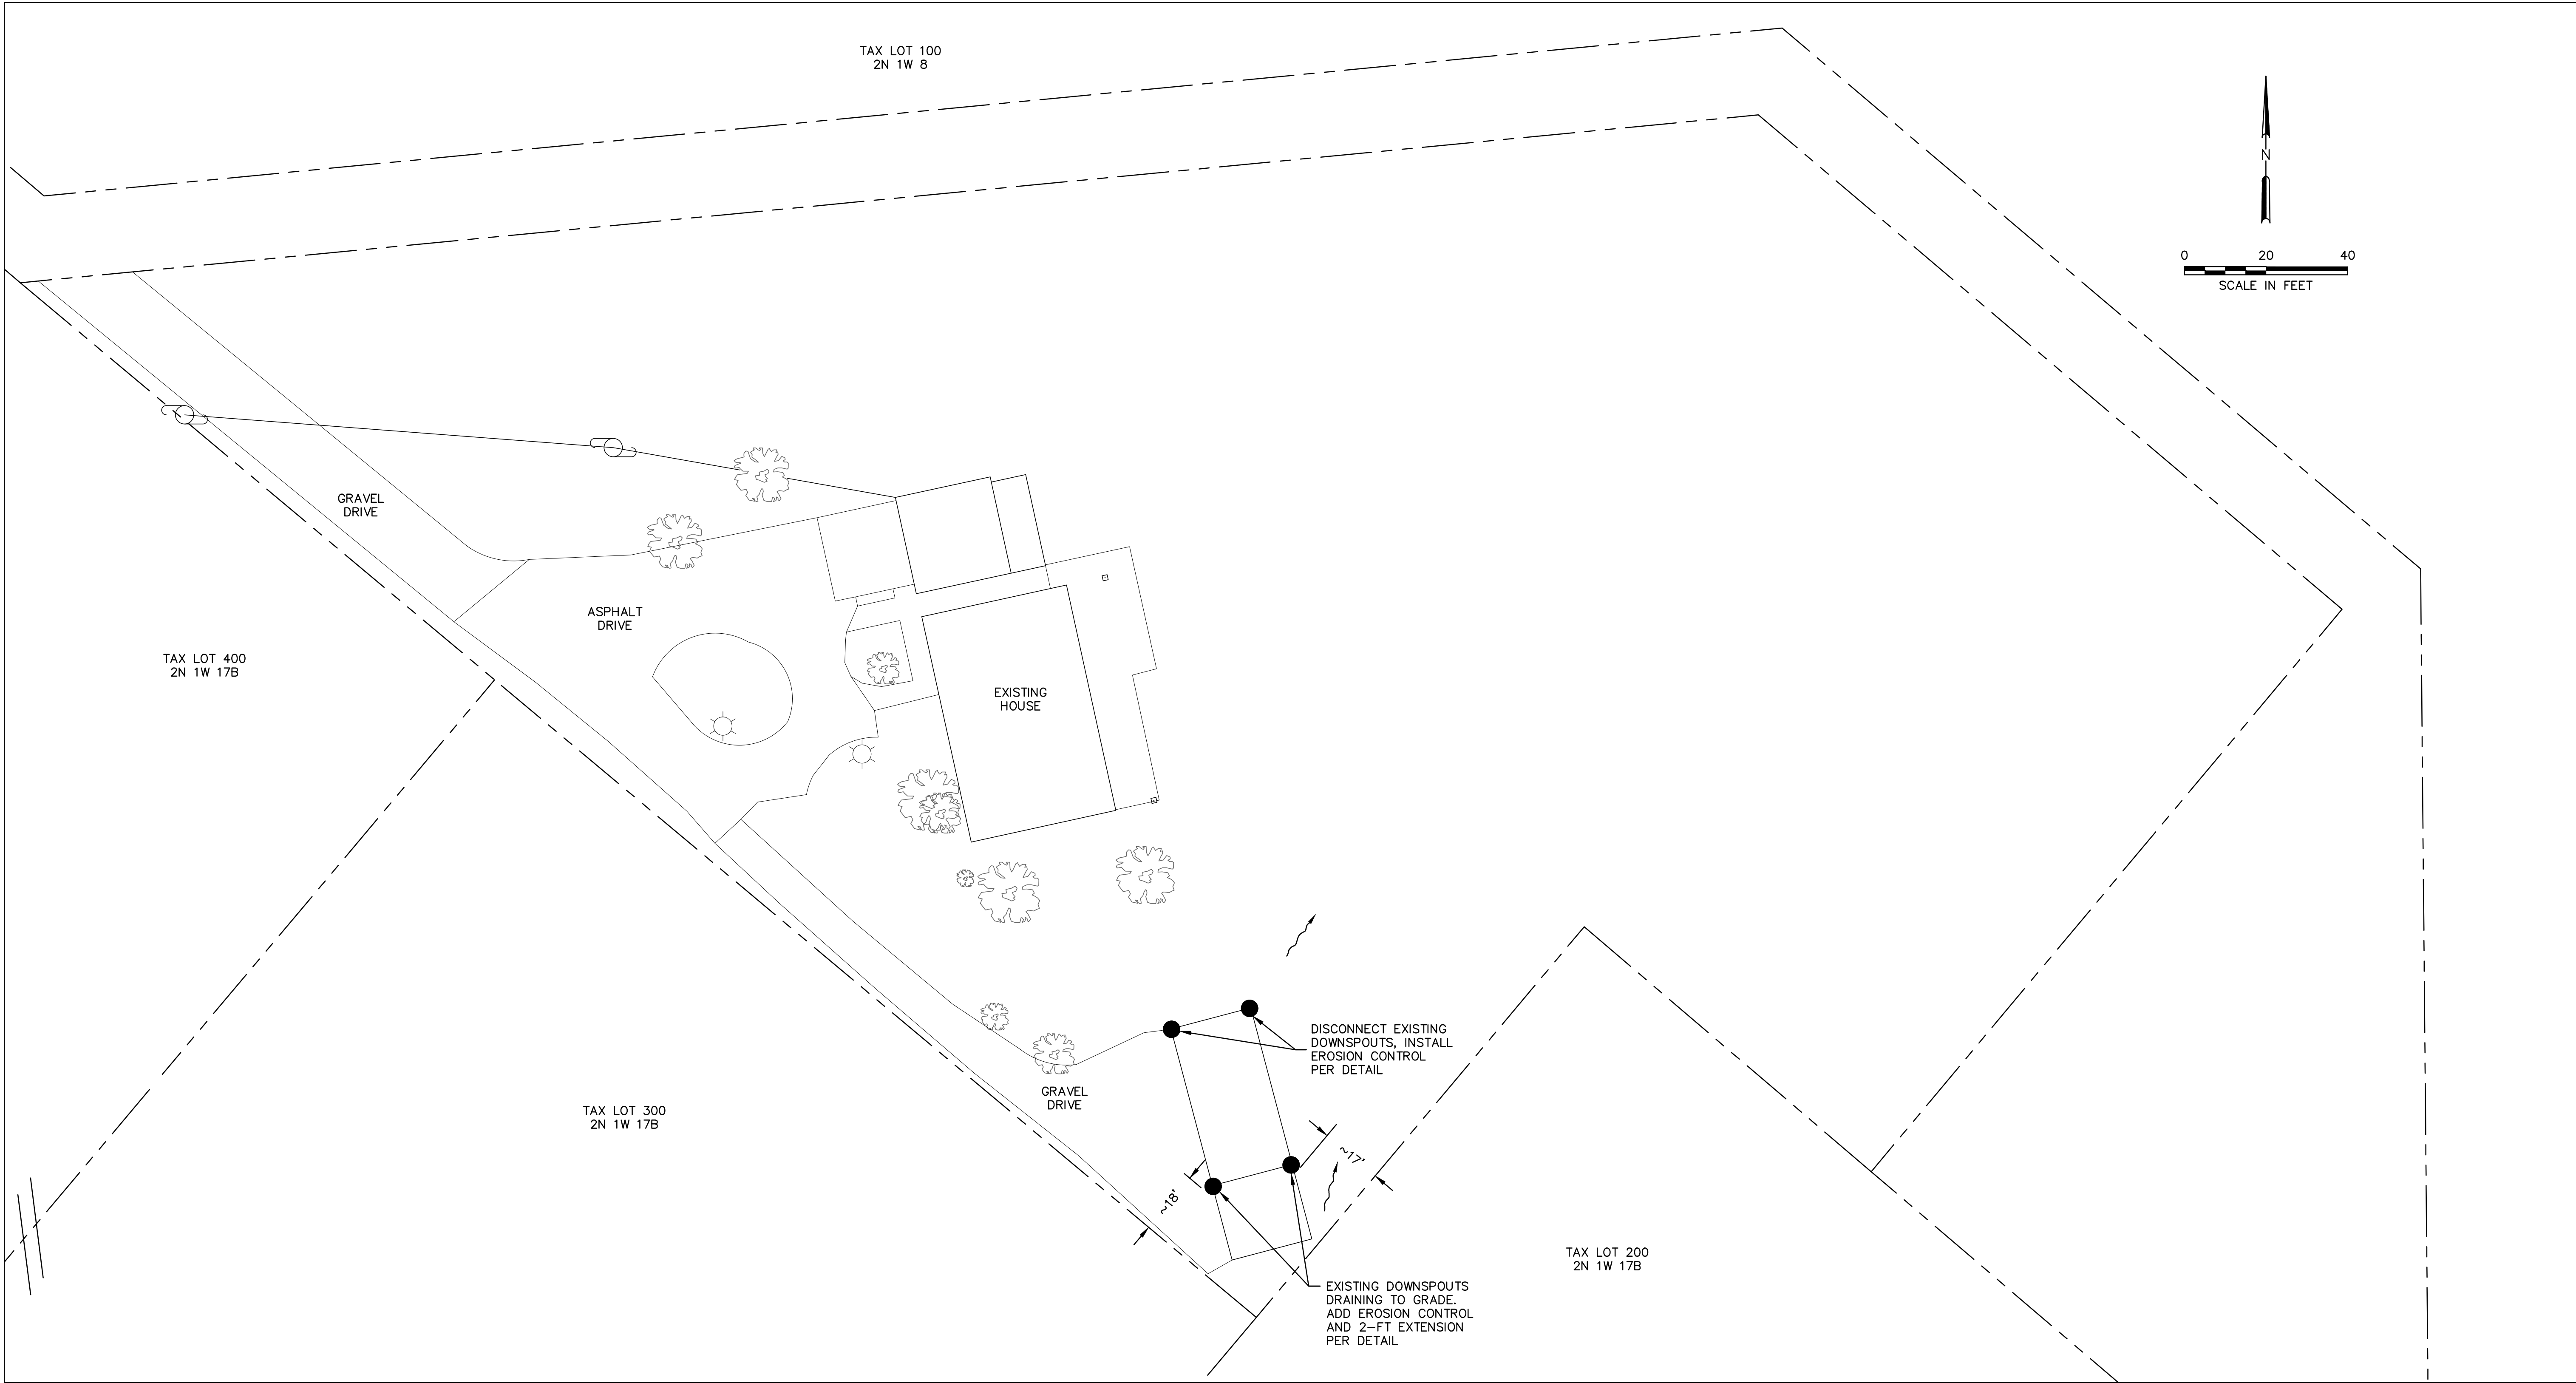 TAX LOT 100
2N 1W 8
N
0 20 40
SCALE IN FEET
GRAVEL
DRIVE
ASPHALT
DRIVE
TAX LOT 400
2N 1W 17B
EXISTING
HOUSE
DISCONNECT EXISTING
DOWNSPOUTS, INSTALL
EROSION CONTROL
PER DETAIL
GRAVEL
DRIVE
TAX LOT 300
2N 1W 17B
~17'
~18'
TAX LOT 200
2N 1W 17B
EXISTING DOWNSPOUTS
DRAINING TO GRADE.
ADD EROSION CONTROL
AND 2-FT EXTENSION
PER DETAIL